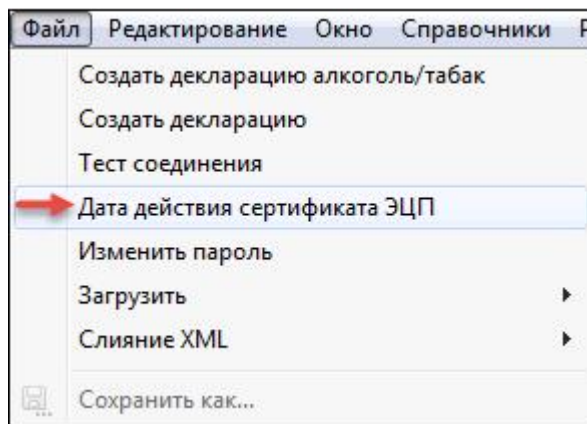 Файл Редактирование Окно Справочники
Создать декларацию алкоголь/табак
Создать декларацию
Тест соединения
Дата действия сертификата ЭЦП
Изменить пароль
Загрузить
Слияние XML
Сохранить как...